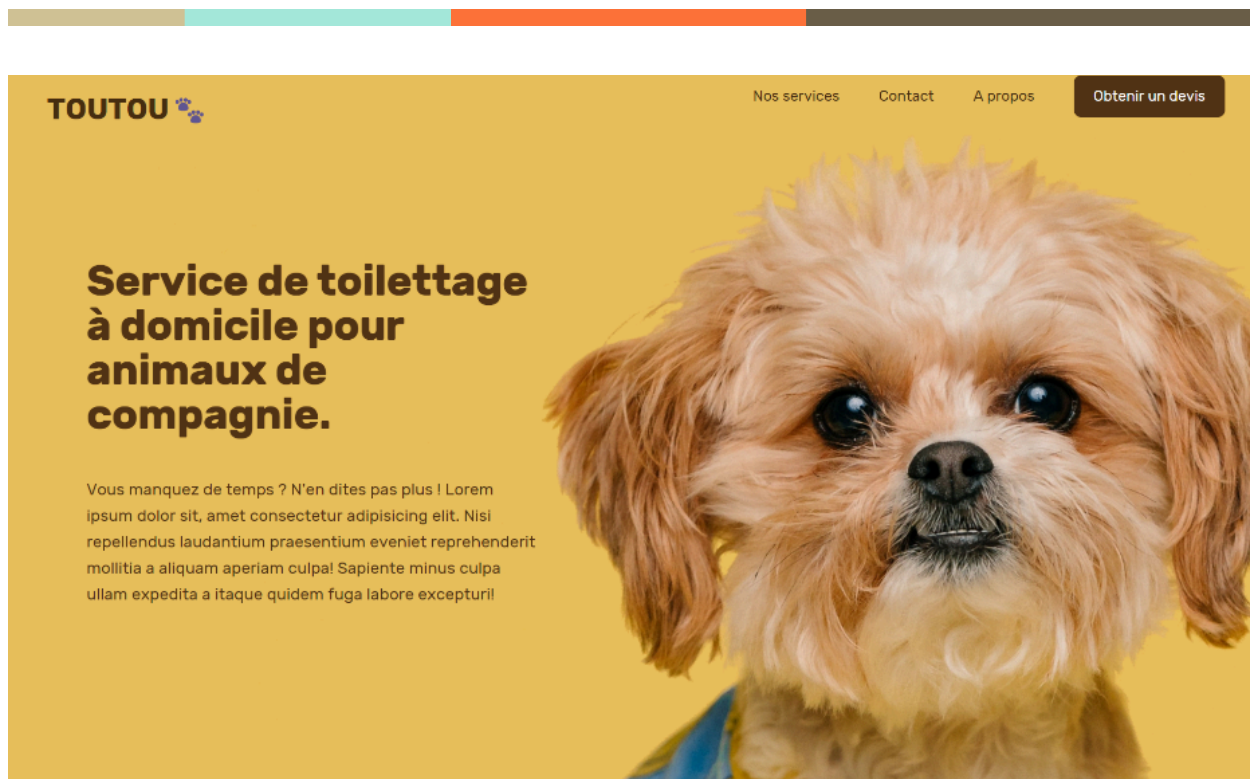 TOUTOU
Nos services
Contact
A propos
Obtenir un devis
Service de toilettage
à domicile pour
animaux de
compagnie.
Vous manquez de temps ? N'en dites pas plus ! Lorem
ipsum dolor sit, amet consectetur adipisicing elit. Nisi
repellendus laudantium praesentium eveniet reprehenderit
mollitia a aliquam aperiam culpa! Sapiente minus culpa
ullam expedita a itaque quidem fuga labore excepturi!